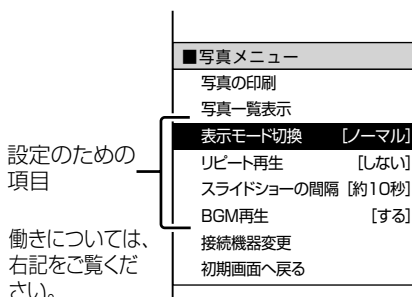 ■写真メニュー
写真の印刷
写真一覧表示
表示モード切換 [ノーマル]
リピート再生 [しない]
スライドショーの間隔 [約10秒]
BGM再生 [する]
接続機器変更
初期画面へ戻る
設定のための
項目
働きについては、
右記をご覧くだ
さい。